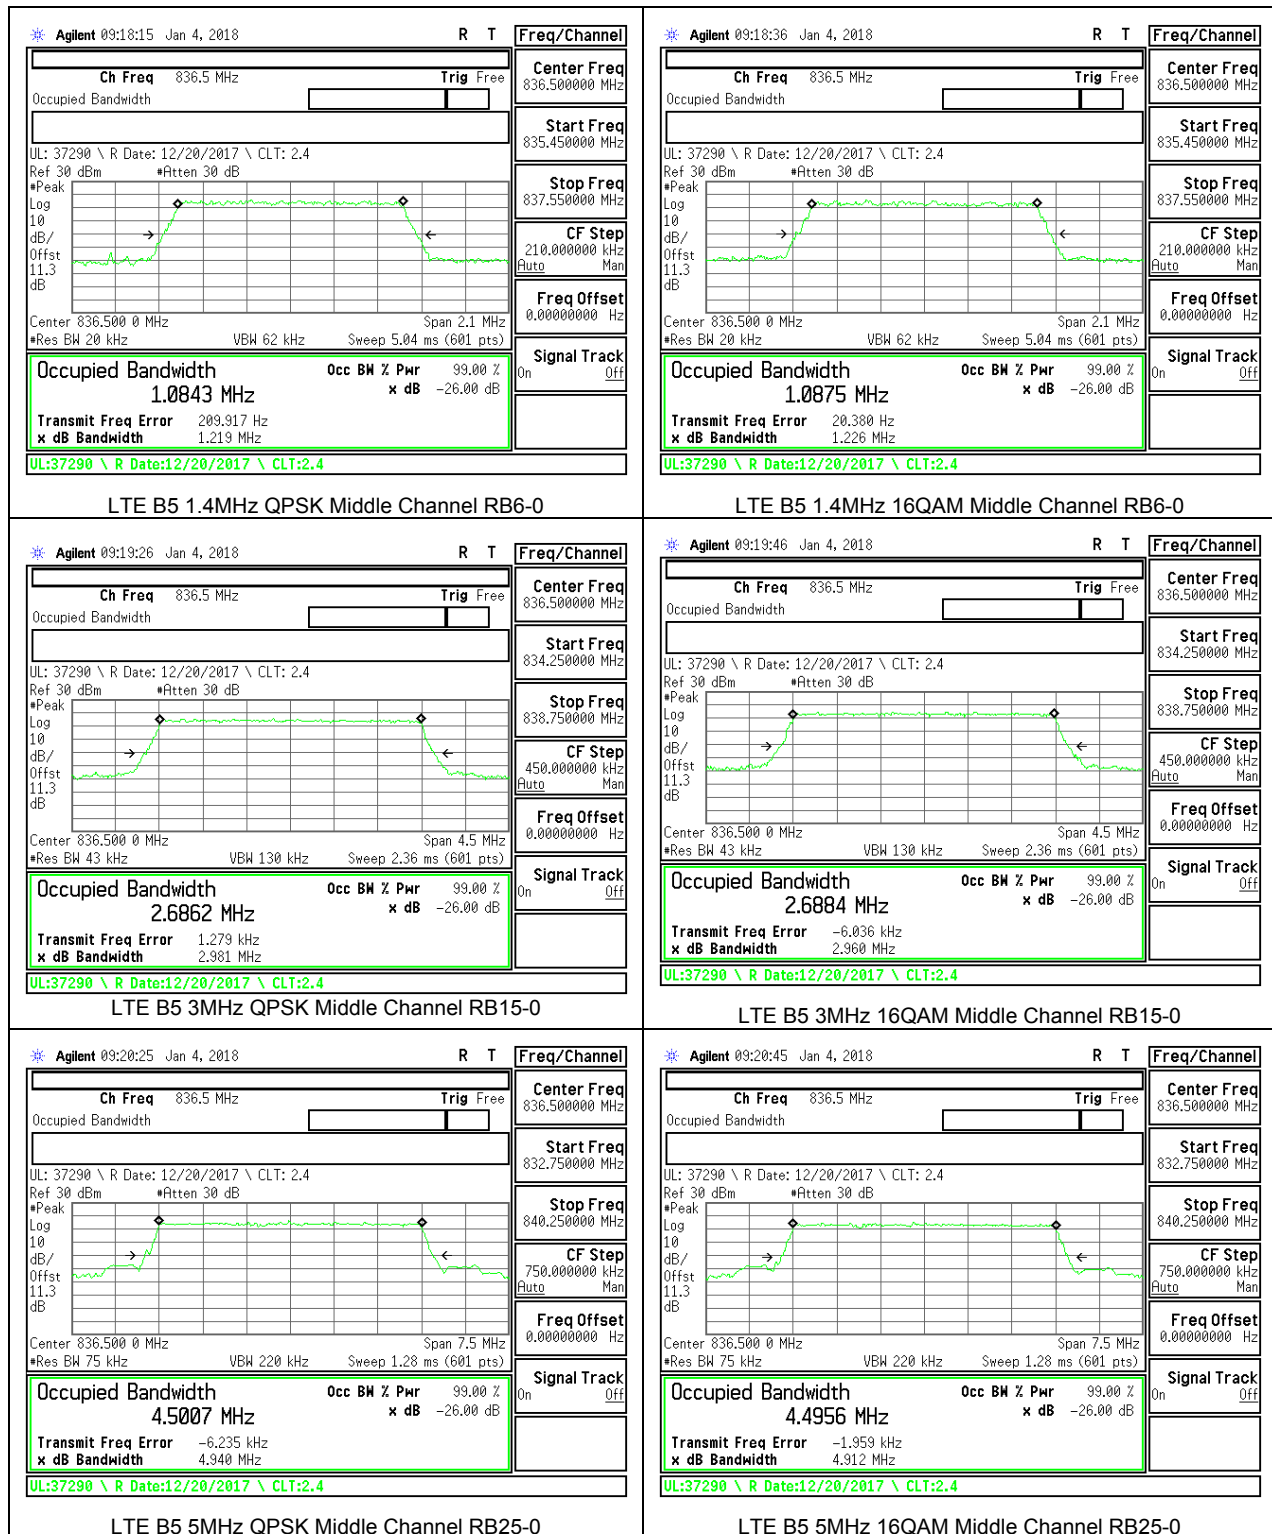 Agilent 09:18:15 Jan 4, 2018 R T
Freq/Channel
Ch Freq 836.5 MHz Trig Free
Occupied Bandwidth
Center Freq
836.500000 MHz
Start Freq
835.450000 MHz
UL: 37290 \ R Date: 12/20/2017 \ CLT: 2.4
Ref 30 dBm #Atten 30 dB
#Peak
Log
10
dB/
Offst
11.3
dB
Stop Freq
837.550000 MHz
CF Step
210.000000 kHz
Auto Man
Freq Offset
0.00000000 Hz
Center 836.500 0 MHz Span 2.1 MHz
#Res BW 20 kHz VBW 62 kHz Sweep 5.04 ms (601 pts)
Signal Track
On Off
Occupied Bandwidth Occ BW % Pwr 99.00 %
1.0843 MHz x dB -26.00 dB
Transmit Freq Error 209.917 Hz
x dB Bandwidth 1.219 MHz
UL:37290 \ R Date:12/20/2017 \ CLT:2.4
LTE B5 1.4MHz QPSK Middle Channel RB6-0
Agilent 09:18:36 Jan 4, 2018 R T
Freq/Channel
Ch Freq 836.5 MHz Trig Free
Occupied Bandwidth
Center Freq
836.500000 MHz
Start Freq
835.450000 MHz
UL: 37290 \ R Date: 12/20/2017 \ CLT: 2.4
Ref 30 dBm #Atten 30 dB
#Peak
Log
10
dB/
Offst
11.3
dB
Stop Freq
837.550000 MHz
CF Step
210.000000 kHz
Auto Man
Freq Offset
0.00000000 Hz
Center 836.500 0 MHz Span 2.1 MHz
#Res BW 20 kHz VBW 62 kHz Sweep 5.04 ms (601 pts)
Signal Track
On Off
Occupied Bandwidth Occ BW % Pwr 99.00 %
1.0875 MHz x dB -26.00 dB
Transmit Freq Error 20.380 Hz
x dB Bandwidth 1.226 MHz
UL:37290 \ R Date:12/20/2017 \ CLT:2.4
LTE B5 1.4MHz 16QAM Middle Channel RB6-0
Agilent 09:19:26 Jan 4, 2018 R T
Freq/Channel
Ch Freq 836.5 MHz Trig Free
Occupied Bandwidth
Center Freq
836.500000 MHz
Start Freq
834.250000 MHz
UL: 37290 \ R Date: 12/20/2017 \ CLT: 2.4
Ref 30 dBm #Atten 30 dB
#Peak
Log
10
dB/
Offst
11.3
dB
Stop Freq
838.750000 MHz
CF Step
450.000000 kHz
Auto Man
Freq Offset
0.00000000 Hz
Center 836.500 0 MHz Span 4.5 MHz
#Res BW 43 kHz VBW 130 kHz Sweep 2.36 ms (601 pts)
Signal Track
On Off
Occupied Bandwidth Occ BW % Pwr 99.00 %
2.6862 MHz x dB -26.00 dB
Transmit Freq Error 1.279 kHz
x dB Bandwidth 2.981 MHz
UL:37290 \ R Date:12/20/2017 \ CLT:2.4
LTE B5 3MHz QPSK Middle Channel RB15-0
Agilent 09:19:46 Jan 4, 2018 R T
Freq/Channel
Ch Freq 836.5 MHz Trig Free
Occupied Bandwidth
Center Freq
836.500000 MHz
Start Freq
834.250000 MHz
UL: 37290 \ R Date: 12/20/2017 \ CLT: 2.4
Ref 30 dBm #Atten 30 dB
#Peak
Log
10
dB/
Offst
11.3
dB
Stop Freq
838.750000 MHz
CF Step
450.000000 kHz
Auto Man
Freq Offset
0.00000000 Hz
Center 836.500 0 MHz Span 4.5 MHz
#Res BW 43 kHz VBW 130 kHz Sweep 2.36 ms (601 pts)
Signal Track
On Off
Occupied Bandwidth Occ BW % Pwr 99.00 %
2.6884 MHz x dB -26.00 dB
Transmit Freq Error -6.036 kHz
x dB Bandwidth 2.960 MHz
UL:37290 \ R Date:12/20/2017 \ CLT:2.4
LTE B5 3MHz 16QAM Middle Channel RB15-0
Agilent 09:20:25 Jan 4, 2018 R T
Freq/Channel
Ch Freq 836.5 MHz Trig Free
Occupied Bandwidth
Center Freq
836.500000 MHz
Start Freq
832.750000 MHz
UL: 37290 \ R Date: 12/20/2017 \ CLT: 2.4
Ref 30 dBm #Atten 30 dB
#Peak
Log
10
dB/
Offst
11.3
dB
Stop Freq
840.250000 MHz
CF Step
750.000000 kHz
Auto Man
Freq Offset
0.00000000 Hz
Center 836.500 0 MHz Span 7.5 MHz
#Res BW 75 kHz VBW 220 kHz Sweep 1.28 ms (601 pts)
Signal Track
On Off
Occupied Bandwidth Occ BW % Pwr 99.00 %
4.5007 MHz x dB -26.00 dB
Transmit Freq Error -6.235 kHz
x dB Bandwidth 4.940 MHz
UL:37290 \ R Date:12/20/2017 \ CLT:2.4
LTE B5 5MHz QPSK Middle Channel RB25-0
Agilent 09:20:45 Jan 4, 2018 R T
Freq/Channel
Ch Freq 836.5 MHz Trig Free
Occupied Bandwidth
Center Freq
836.500000 MHz
Start Freq
832.750000 MHz
UL: 37290 \ R Date: 12/20/2017 \ CLT: 2.4
Ref 30 dBm #Atten 30 dB
#Peak
Log
10
dB/
Offst
11.3
dB
Stop Freq
840.250000 MHz
CF Step
750.000000 kHz
Auto Man
Freq Offset
0.00000000 Hz
Center 836.500 0 MHz Span 7.5 MHz
#Res BW 75 kHz VBW 220 kHz Sweep 1.28 ms (601 pts)
Signal Track
On Off
Occupied Bandwidth Occ BW % Pwr 99.00 %
4.4956 MHz x dB -26.00 dB
Transmit Freq Error -1.959 kHz
x dB Bandwidth 4.912 MHz
UL:37290 \ R Date:12/20/2017 \ CLT:2.4
LTE B5 5MHz 16QAM Middle Channel RB25-0